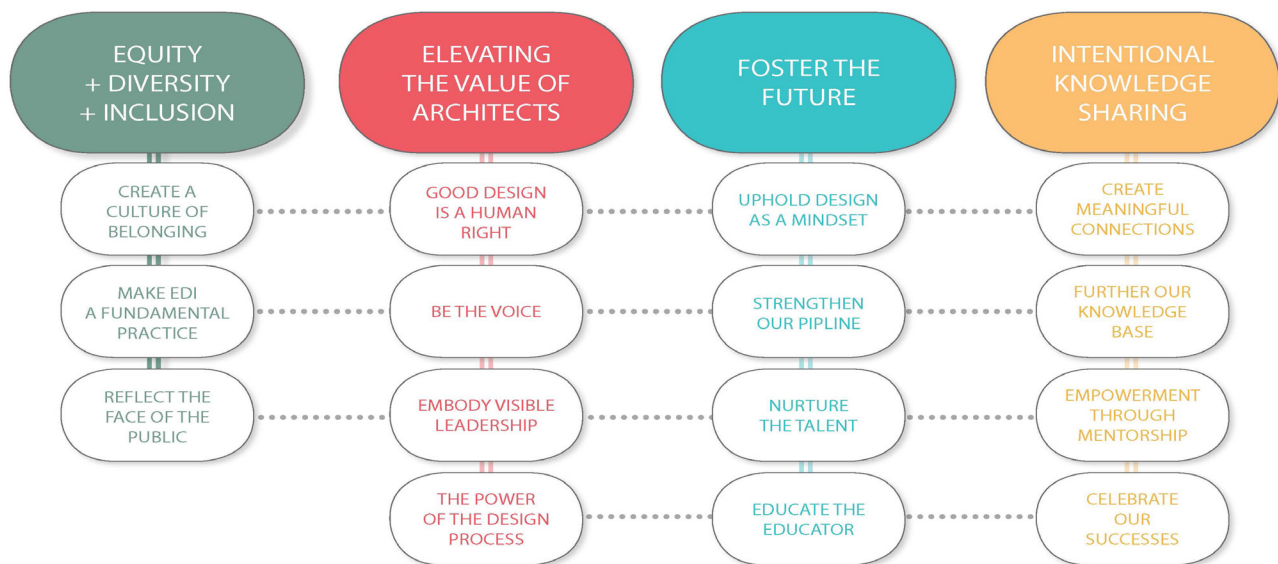 EQUITY
+ DIVERSITY
+ INCLUSION
ELEVATING
THE VALUE OF
ARCHITECTS
FOSTER THE
FUTURE
INTENTIONAL
KNOWLEDGE
SHARING
CREATE A
CULTURE OF
BELONGING
GOOD DESIGN
IS A HUMAN
RIGHT
UPHOLD DESIGN
AS A MINDSET
CREATE
MEANINGFUL
CONNECTIONS
MAKE EDI
A FUNDAMENTAL
PRACTICE
BE THE VOICE
STRENGTHEN
OUR PIPLINE
FURTHER OUR
KNOWLEDGE
BASE
REFLECT THE
FACE OF THE
PUBLIC
EMBODY VISIBLE
LEADERSHIP
NURTURE
THE TALENT
EMPOWERMENT
THROUGH
MENTORSHIP
THE POWER
OF THE DESIGN
PROCESS
EDUCATE THE
EDUCATOR
CELEBRATE
OUR
SUCCESSES